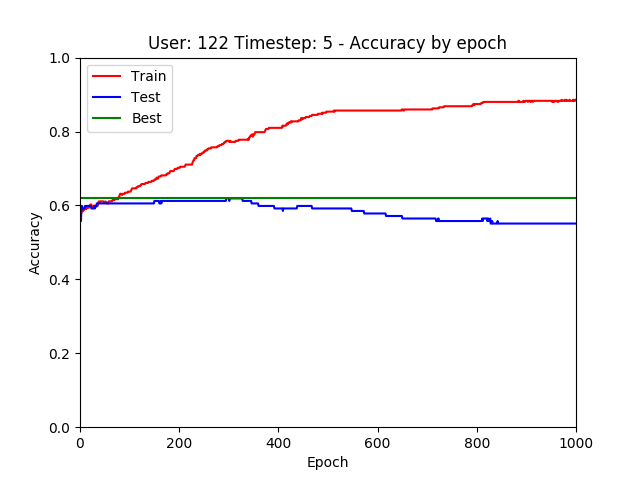 User: 122 Timestep: 5 - Accuracy by epoch
1.0
0.8
0.6
0.4
0.2
0.0
Accuracy
Train
Test
Best
0 200 400 600 800 1000
Epoch